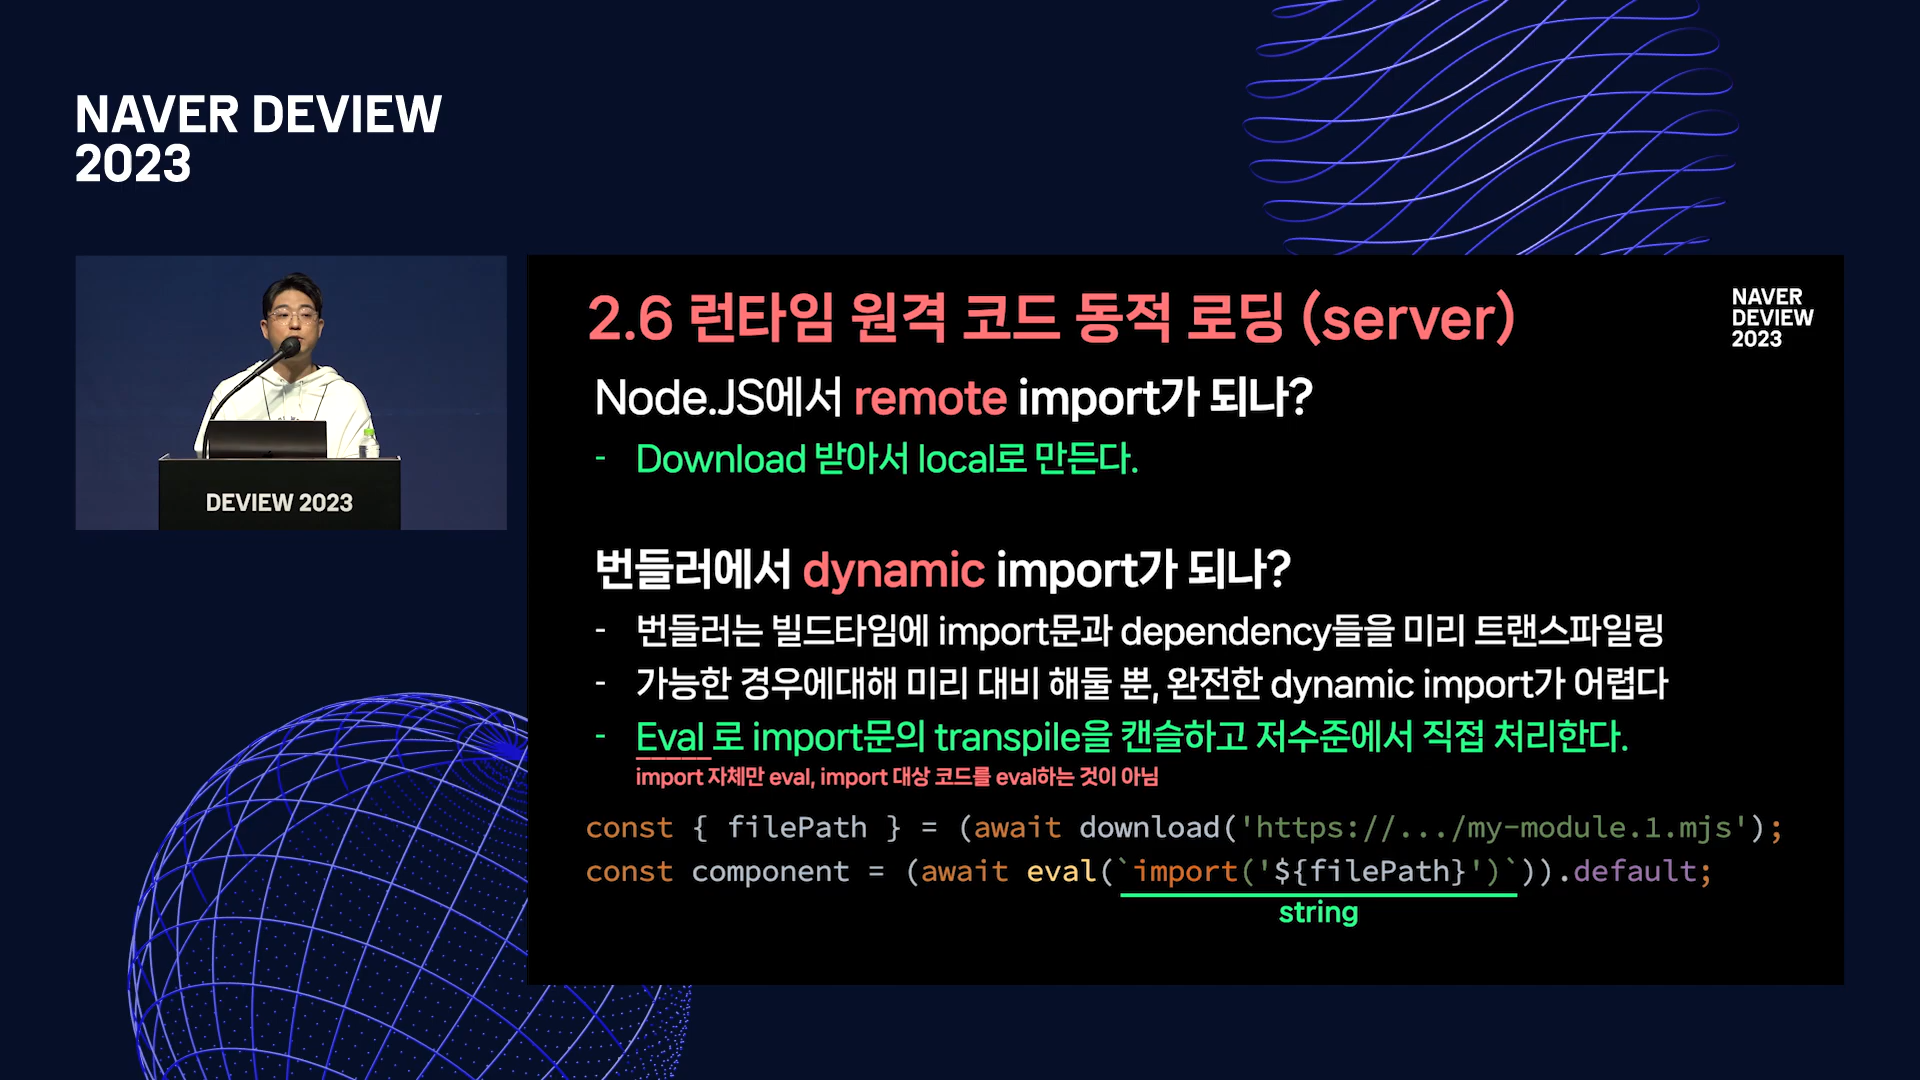 NAVER DEVIEW
2023
DEVIEW 2023
2.6 런타임 원격 코드 동적 로딩 (server)
NAVER
DEVIEW
2023
Node.JS에서 remote import가 되나?
- Download 받아서 local로 만든다.
번들러에서 dynamic import가 되나?
- 번들러는 빌드타임에 import문과 dependency들을 미리 트랜스파일링
- 가능한 경우에대해 미리 대비 해둘 뿐, 완전한 dynamic import가 어렵다
- Eval 로 import문의 transpile을 캔슬하고 저수준에서 직접 처리한다.
import 자체만 eval, import 대상 코드를 eval하는 것이 아님
const { filePath } = (await download('https://.../my-module.1.mjs');
const component = (await eval(`import('${filePath}')`)).default;
string